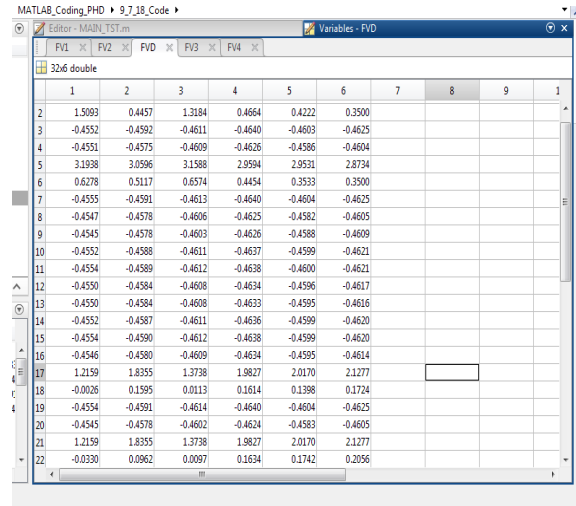 MATLAB_Coding_PHD ▸ 9_7_18_Code ▸
Editor - MAIN_TST.m Variables - FVD
FV1 × FV2 × FVD × FV3 × FV4 ×
32x6 double
1 2 3 4 5 6 7 8 9 1
2 1.5093 0.4457 1.3184 0.4664 0.4222 0.3500
3 -0.4552 -0.4592 -0.4611 -0.4640 -0.4603 -0.4625
4 -0.4551 -0.4575 -0.4609 -0.4626 -0.4586 -0.4604
5 3.1938 3.0596 3.1588 2.9594 2.9531 2.8734
6 0.6278 0.5117 0.6574 0.4454 0.3533 0.3500
7 -0.4555 -0.4591 -0.4613 -0.4640 -0.4604 -0.4625
8 -0.4547 -0.4578 -0.4606 -0.4625 -0.4582 -0.4605
9 -0.4545 -0.4578 -0.4603 -0.4626 -0.4588 -0.4609
10 -0.4552 -0.4588 -0.4611 -0.4637 -0.4599 -0.4621
11 -0.4554 -0.4589 -0.4612 -0.4638 -0.4600 -0.4621
12 -0.4550 -0.4584 -0.4608 -0.4634 -0.4596 -0.4617
13 -0.4550 -0.4584 -0.4608 -0.4633 -0.4595 -0.4616
14 -0.4552 -0.4587 -0.4611 -0.4636 -0.4599 -0.4620
15 -0.4554 -0.4590 -0.4612 -0.4638 -0.4599 -0.4620
16 -0.4546 -0.4580 -0.4609 -0.4634 -0.4595 -0.4614
17 1.2159 1.8355 1.3738 1.9827 2.0170 2.1277
18 -0.0026 0.1595 0.0113 0.1614 0.1398 0.1724
19 -0.4554 -0.4591 -0.4614 -0.4640 -0.4604 -0.4625
20 -0.4545 -0.4578 -0.4602 -0.4624 -0.4583 -0.4605
21 1.2159 1.8355 1.3738 1.9827 2.0170 2.1277
22 -0.0330 0.0962 0.0097 0.1634 0.1742 0.2056